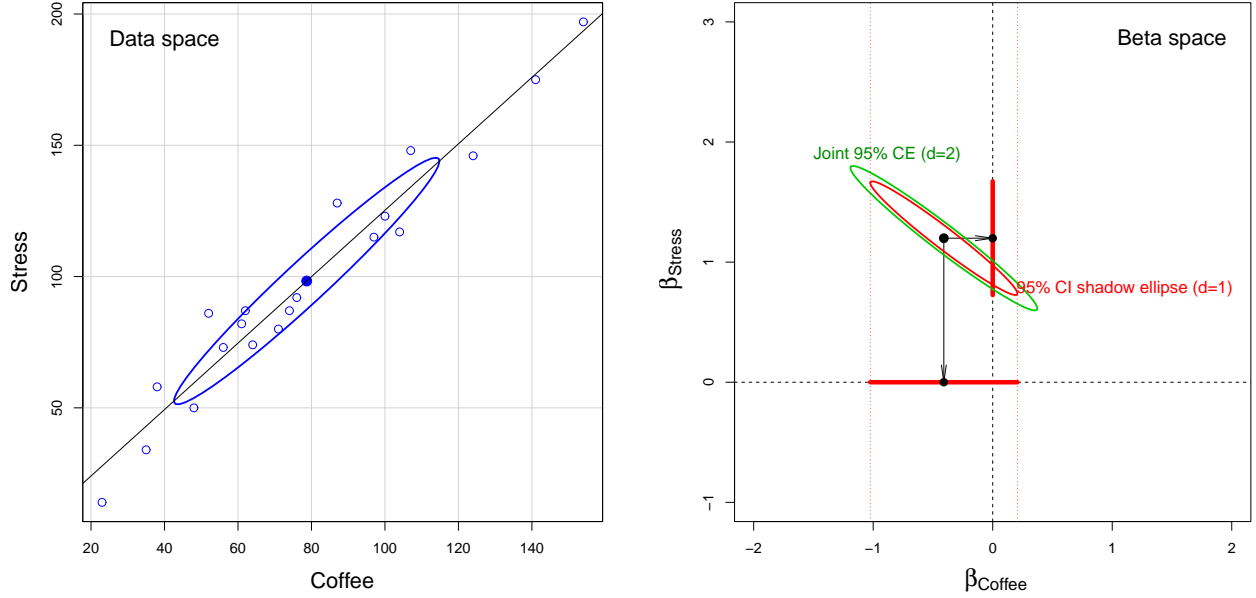 Data space
Stress
200
150
100
50
20
40
60
80
100
120
140
Coffee
Beta space
βStress
3
2
1
0
−1
Joint 95% CE (d=2)
95% CI shadow ellipse (d=1)
−2
−1
0
1
2
βCoffee